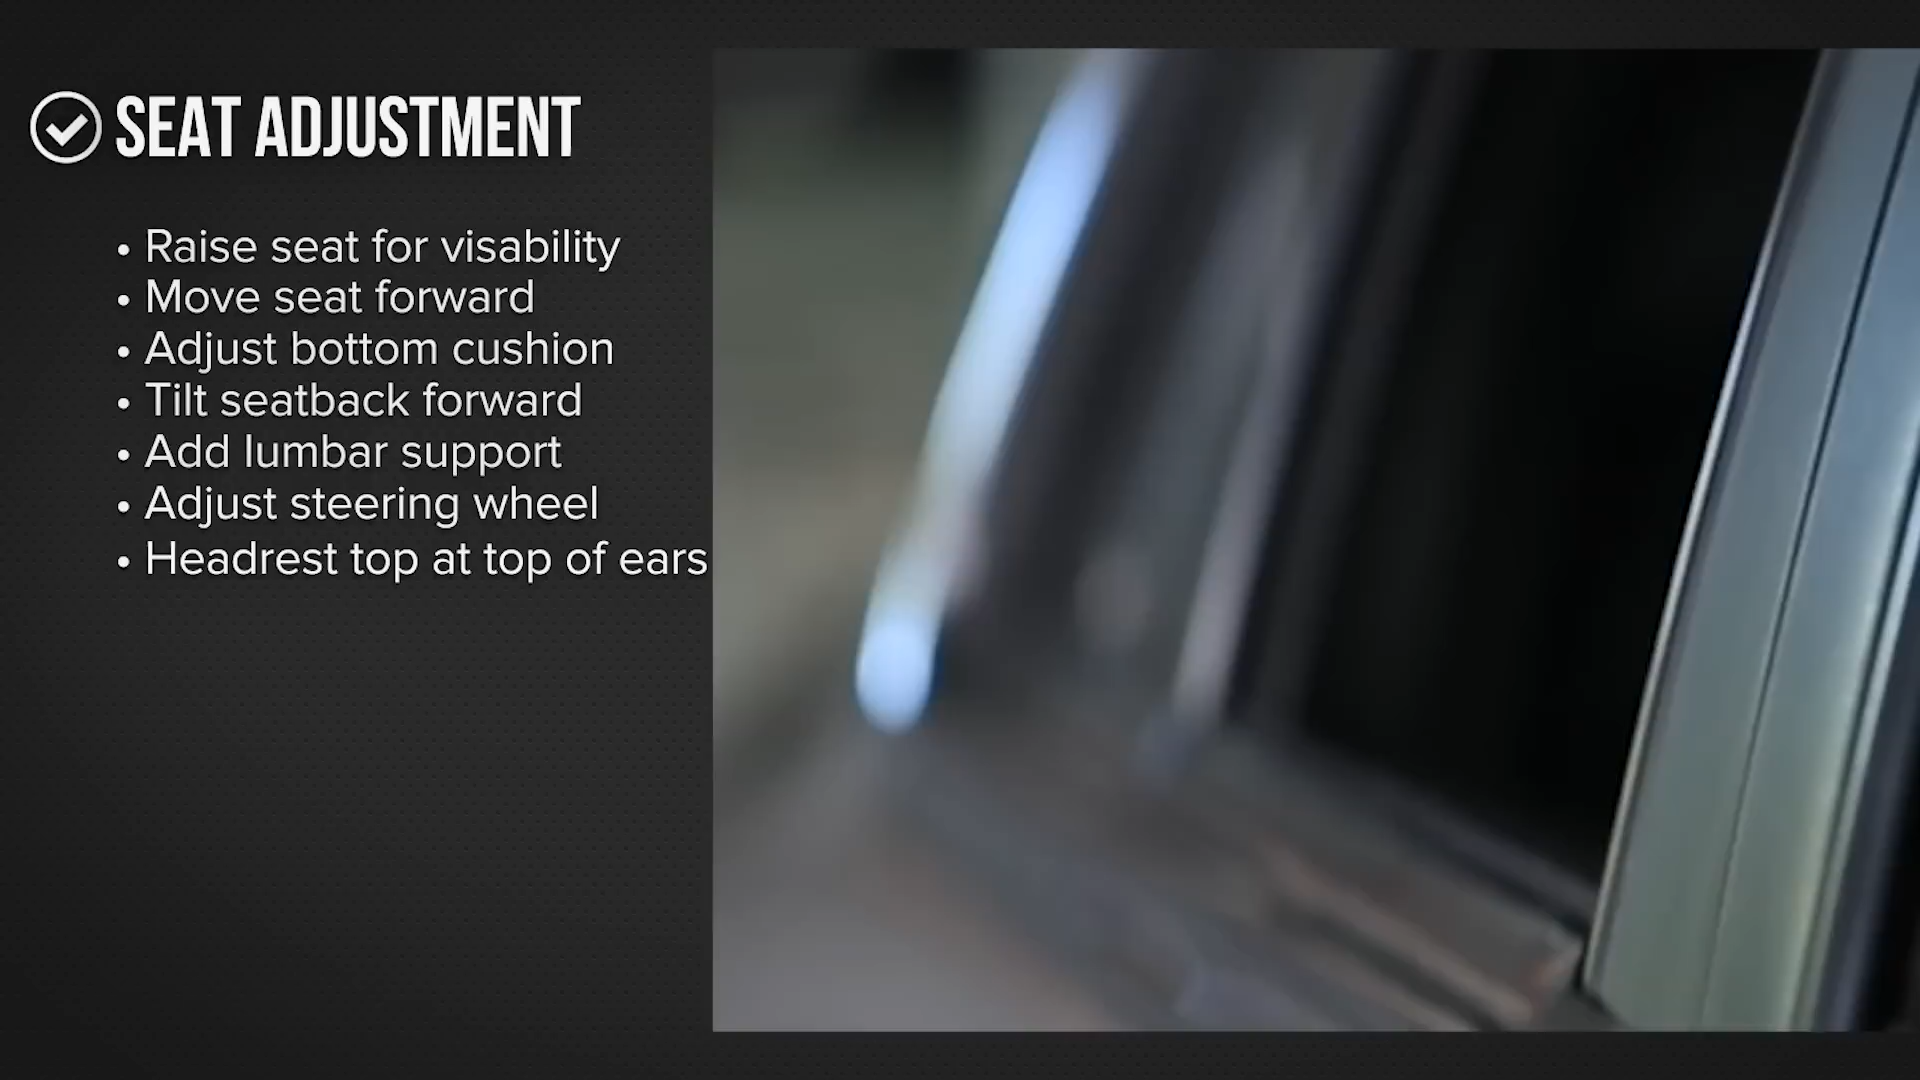 SEAT ADJUSTMENT
• Raise seat for visability
• Move seat forward
• Adjust bottom cushion
• Tilt seatback forward
• Add lumbar support
• Adjust steering wheel
• Headrest top at top of ears